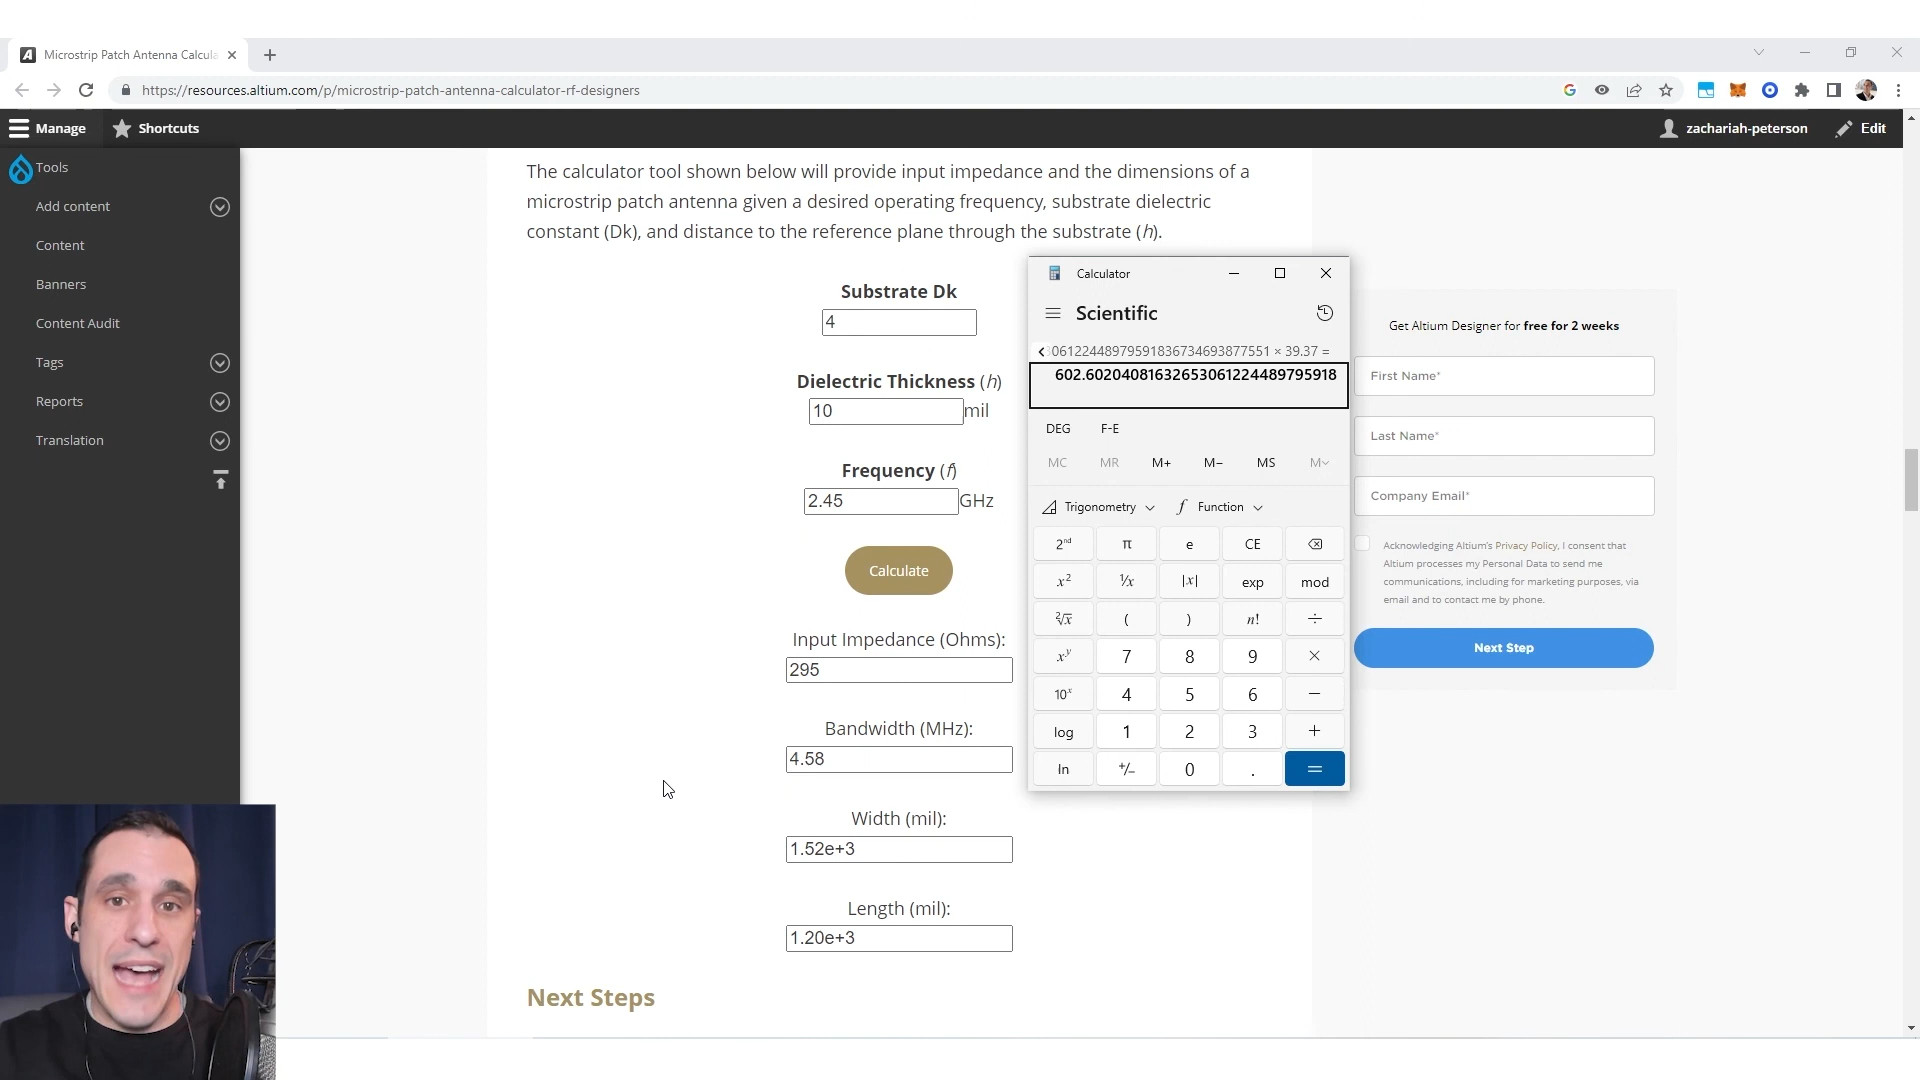 Microstrip Patch Antenna Calcula
https://resources.altium.com/p/microstrip-patch-antenna-calculator-rf-designers
Manage
Shortcuts
zachariah-peterson
Edit
Tools
Add content
Content
Banners
Content Audit
Tags
Reports
Translation
The calculator tool shown below will provide input impedance and the dimensions of a
microstrip patch antenna given a desired operating frequency, substrate dielectric
constant (Dk), and distance to the reference plane through the substrate (h).
Substrate Dk
4
Dielectric Thickness (h)
10 mil
Frequency (f)
2.45 GHz
Calculate
Input Impedance (Ohms):
295
Bandwidth (MHz):
4.58
Width (mil):
1.52e+3
Length (mil):
1.20e+3
Next Steps
Calculator
Scientific
0612244897959183673469387755​1 × 39.37 =
602.60204081632653061224489795918
DEG F-E
MC MR M+ M− MS M
Trigonometry f Function
2nd π e CE
x2 1/x |x| exp mod
2√x ( ) n! ÷
xy 7 8 9 ×
10x 4 5 6 −
log 1 2 3 +
ln +/− 0 . =
Get Altium Designer for free for 2 weeks
First Name*
Last Name*
Company Email*
Acknowledging Altium's Privacy Policy, I consent that
Altium processes my Personal Data to send me
communications, including for marketing purposes, via
email and to contact me by phone.
Next Step